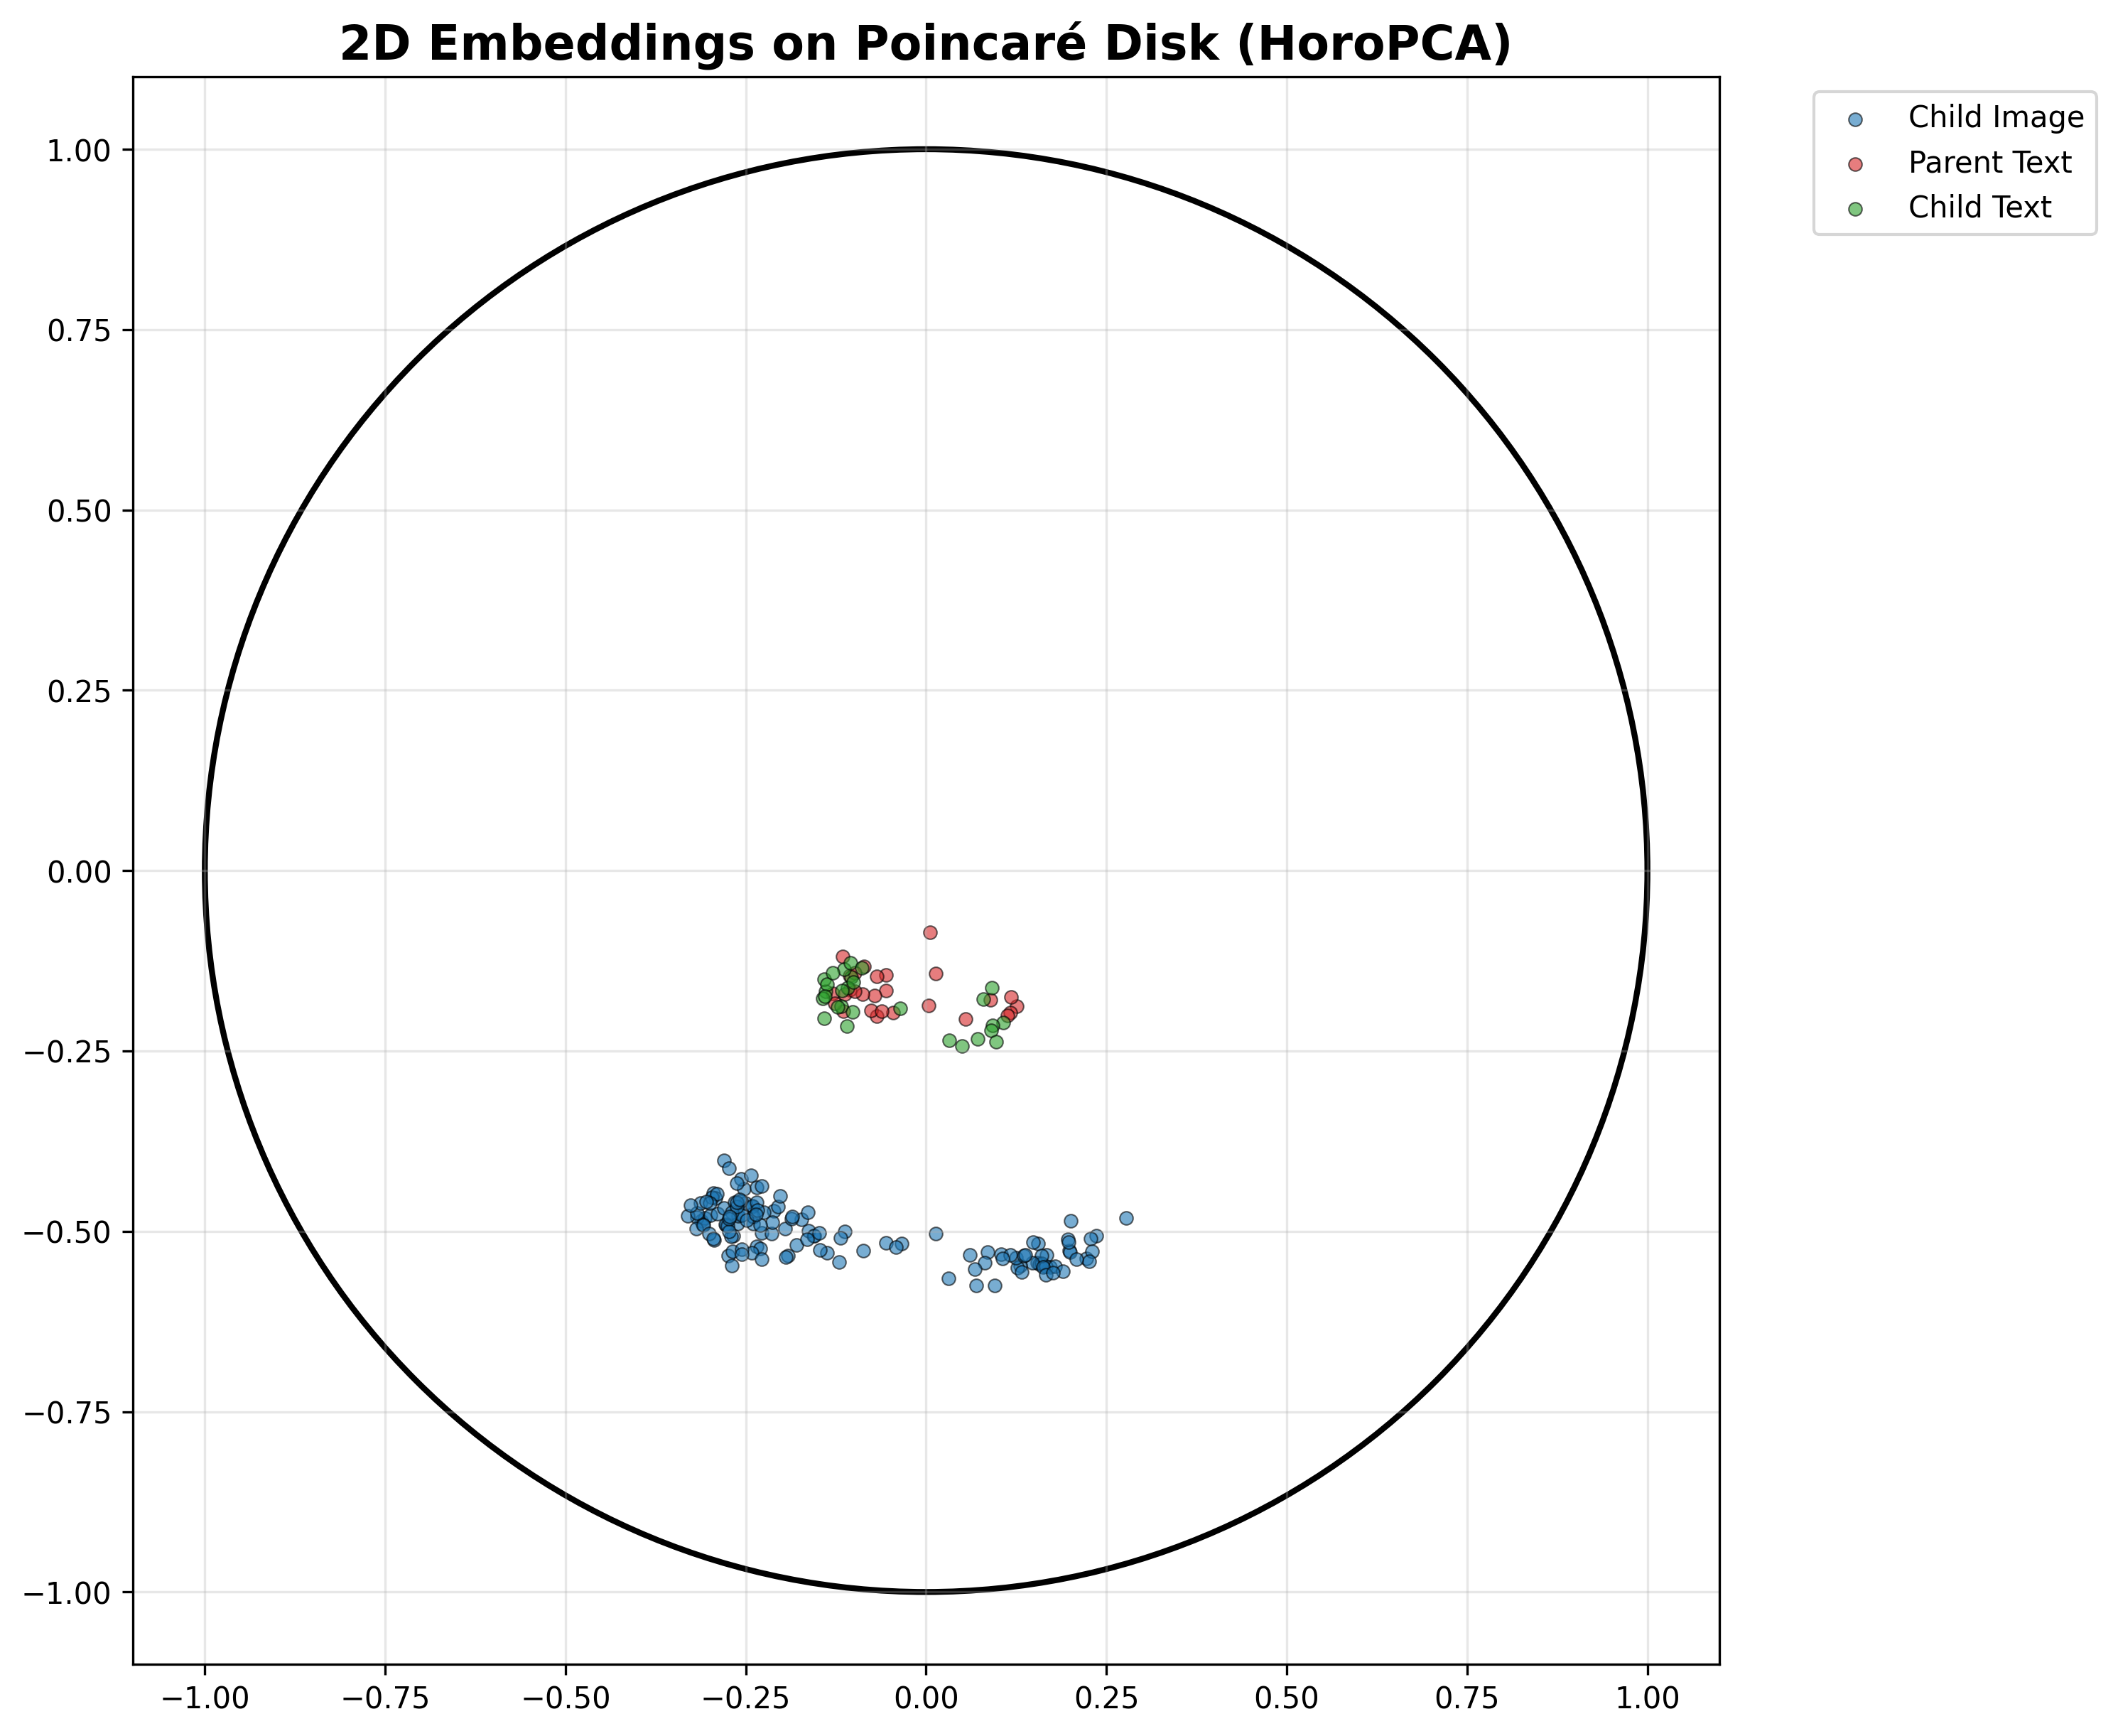 2D Embeddings on Poincaré Disk (HoroPCA)
Child Image
Parent Text
Child Text
1.00
0.75
0.50
0.25
0.00
−0.25
−0.50
−0.75
−1.00
−1.00 −0.75 −0.50 −0.25 0.00 0.25 0.50 0.75 1.00